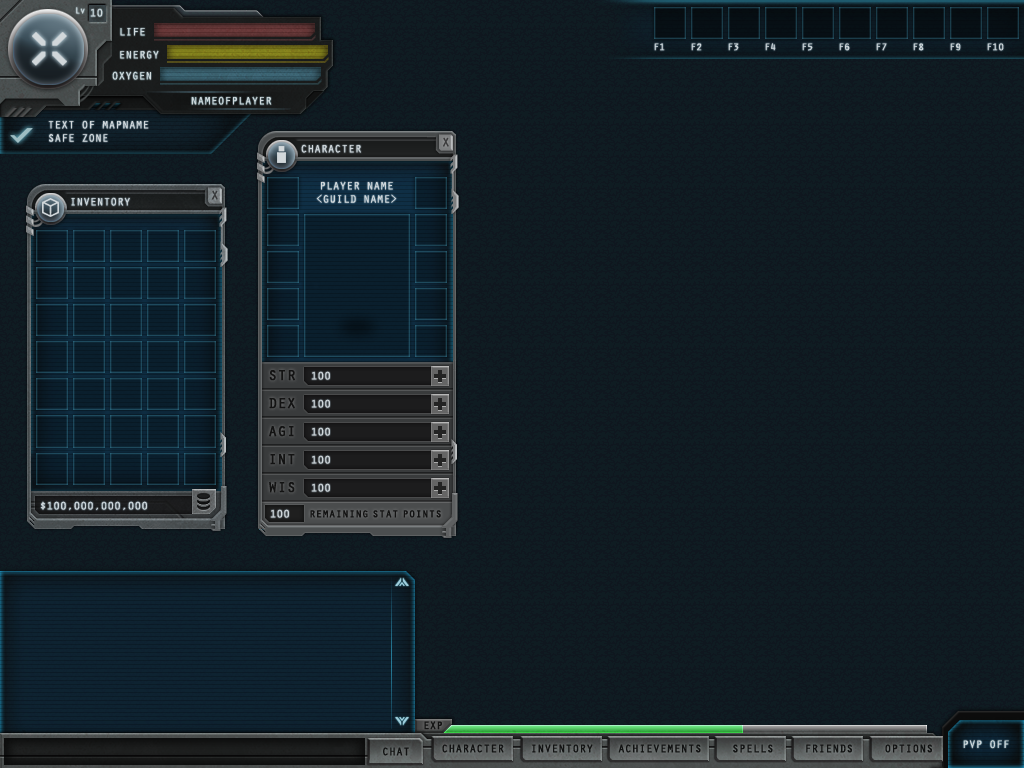 Lv 10
LIFE
ENERGY
OXYGEN
NAMEOFPLAYER
F1 F2 F3 F4 F5 F6 F7 F8 F9 F10
TEXT OF MAPNAME
SAFE ZONE
CHARACTER X
PLAYER NAME
<GUILD NAME>
STR 100
DEX 100
AGI 100
INT 100
WIS 100
100 REMAINING STAT POINTS
INVENTORY X
$100,000,000,000
EXP
CHAT CHARACTER INVENTORY ACHIEVEMENTS SPELLS FRIENDS OPTIONS PVP OFF